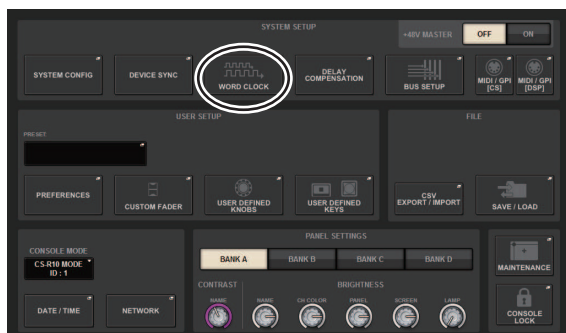 SYSTEM SETUP
+48V MASTER
OFF
ON
SYSTEM CONFIG
DEVICE SYNC
WORD CLOCK
DELAY
COMPENSATION
BUS SETUP
MIDI / GPI
[CS]
MIDI / GPI
[DSP]
USER SETUP
FILE
PRESET
PREFERENCES
CUSTOM FADER
USER DEFINED
KNOBS
USER DEFINED
KEYS
CSV
EXPORT / IMPORT
SAVE / LOAD
CONSOLE MODE
CS-R10 MODE
ID : 1
DATE / TIME
NETWORK
PANEL SETTINGS
BANK A
BANK B
BANK C
BANK D
CONTRAST
BRIGHTNESS
NAME
NAME
CH COLOR
PANEL
SCREEN
LAMP
MAINTENANCE
CONSOLE
LOCK